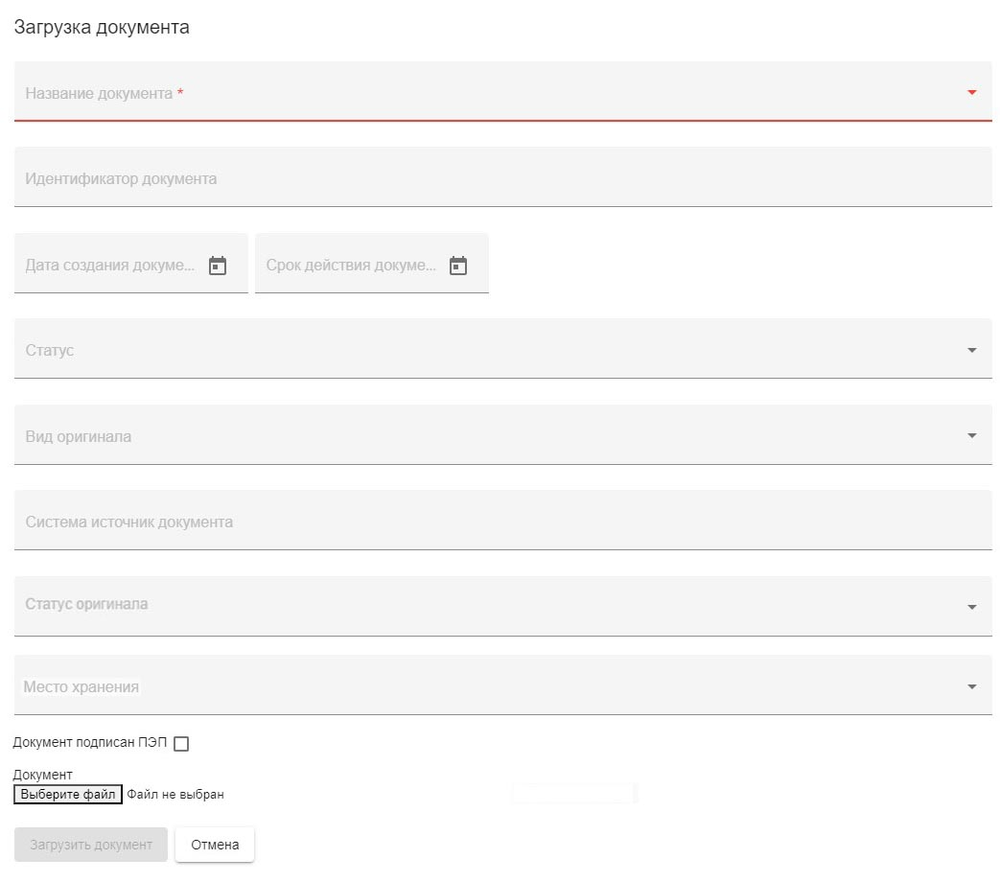 Загрузка документа
Название документа *
Идентификатор документа
Дата создания докуме...
Срок действия докуме...
Статус
Вид оригинала
Система источник документа
Статус оригинала
Место хранения
Документ подписан ПЭП
Документ
Выберите файл Файл не выбран
Загрузить документ
Отмена